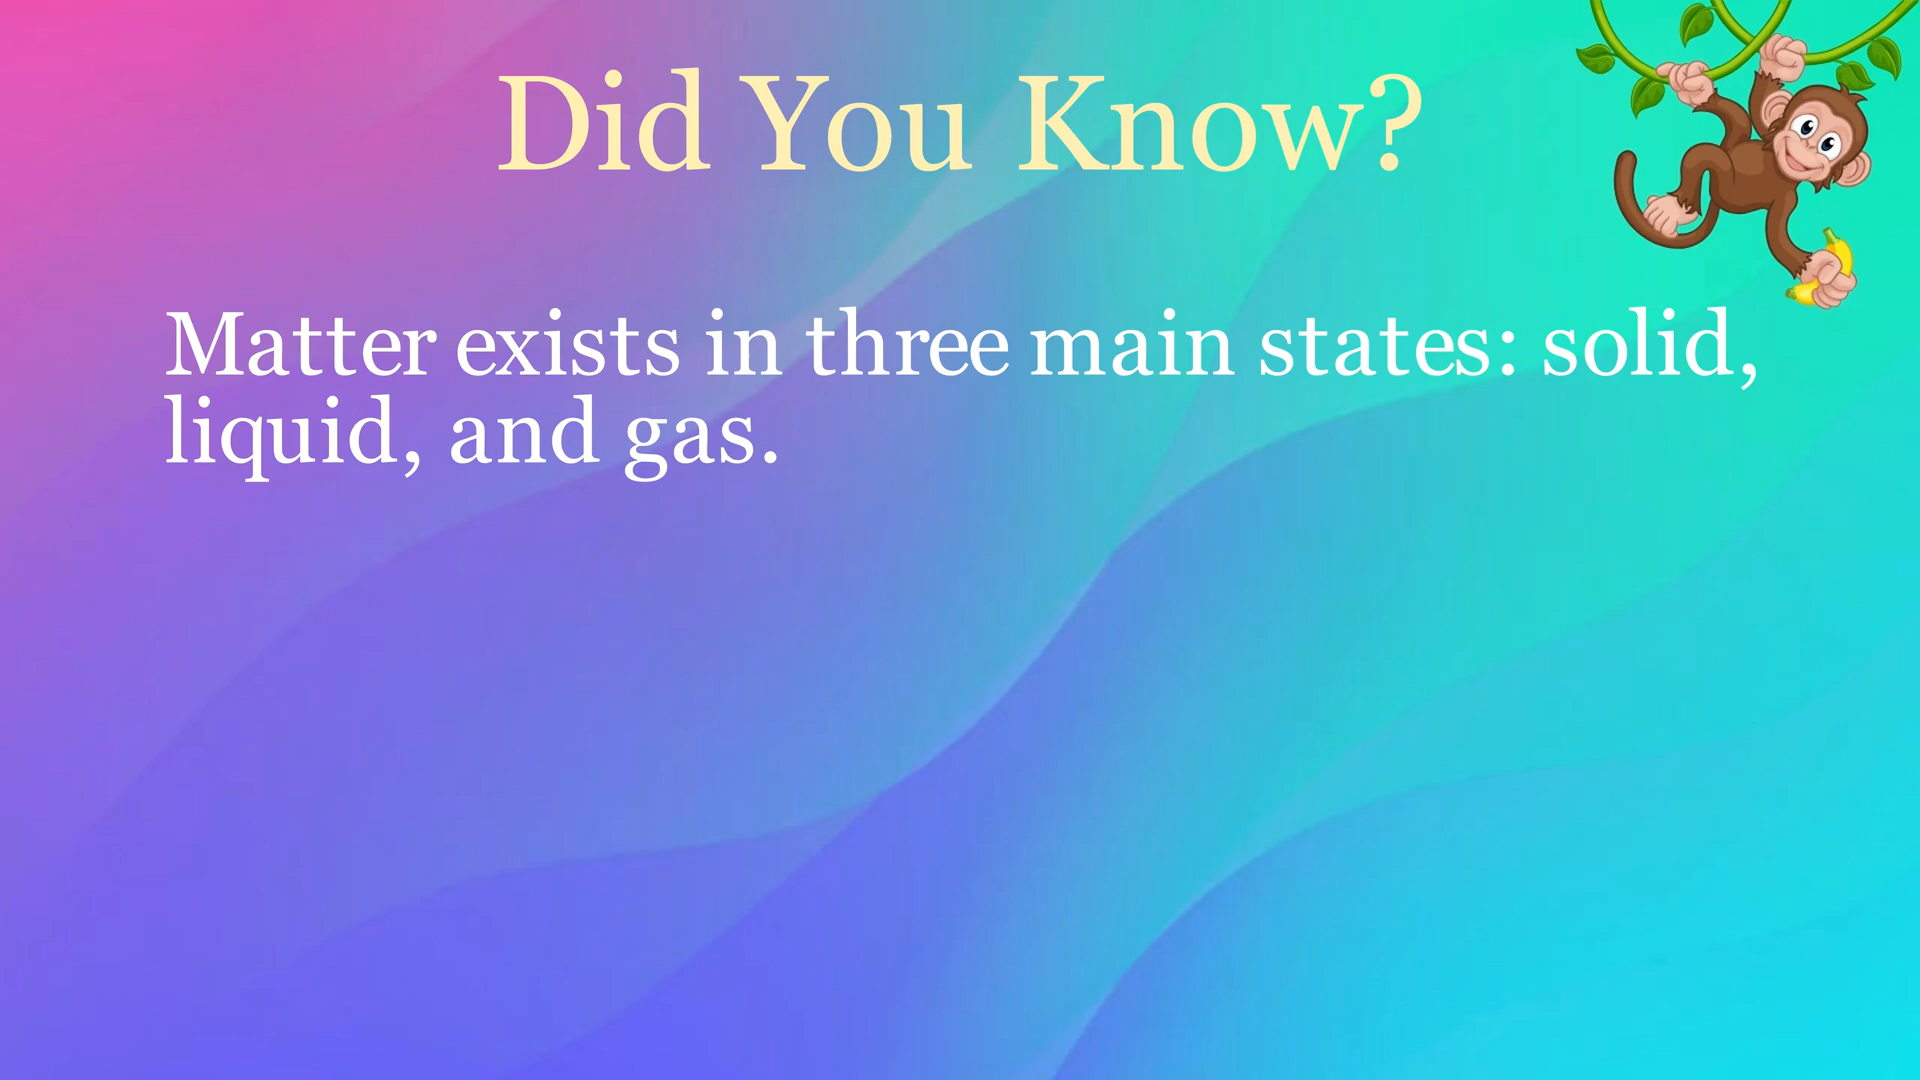 Did You Know?
Matter exists in three main states: solid,
liquid, and gas.